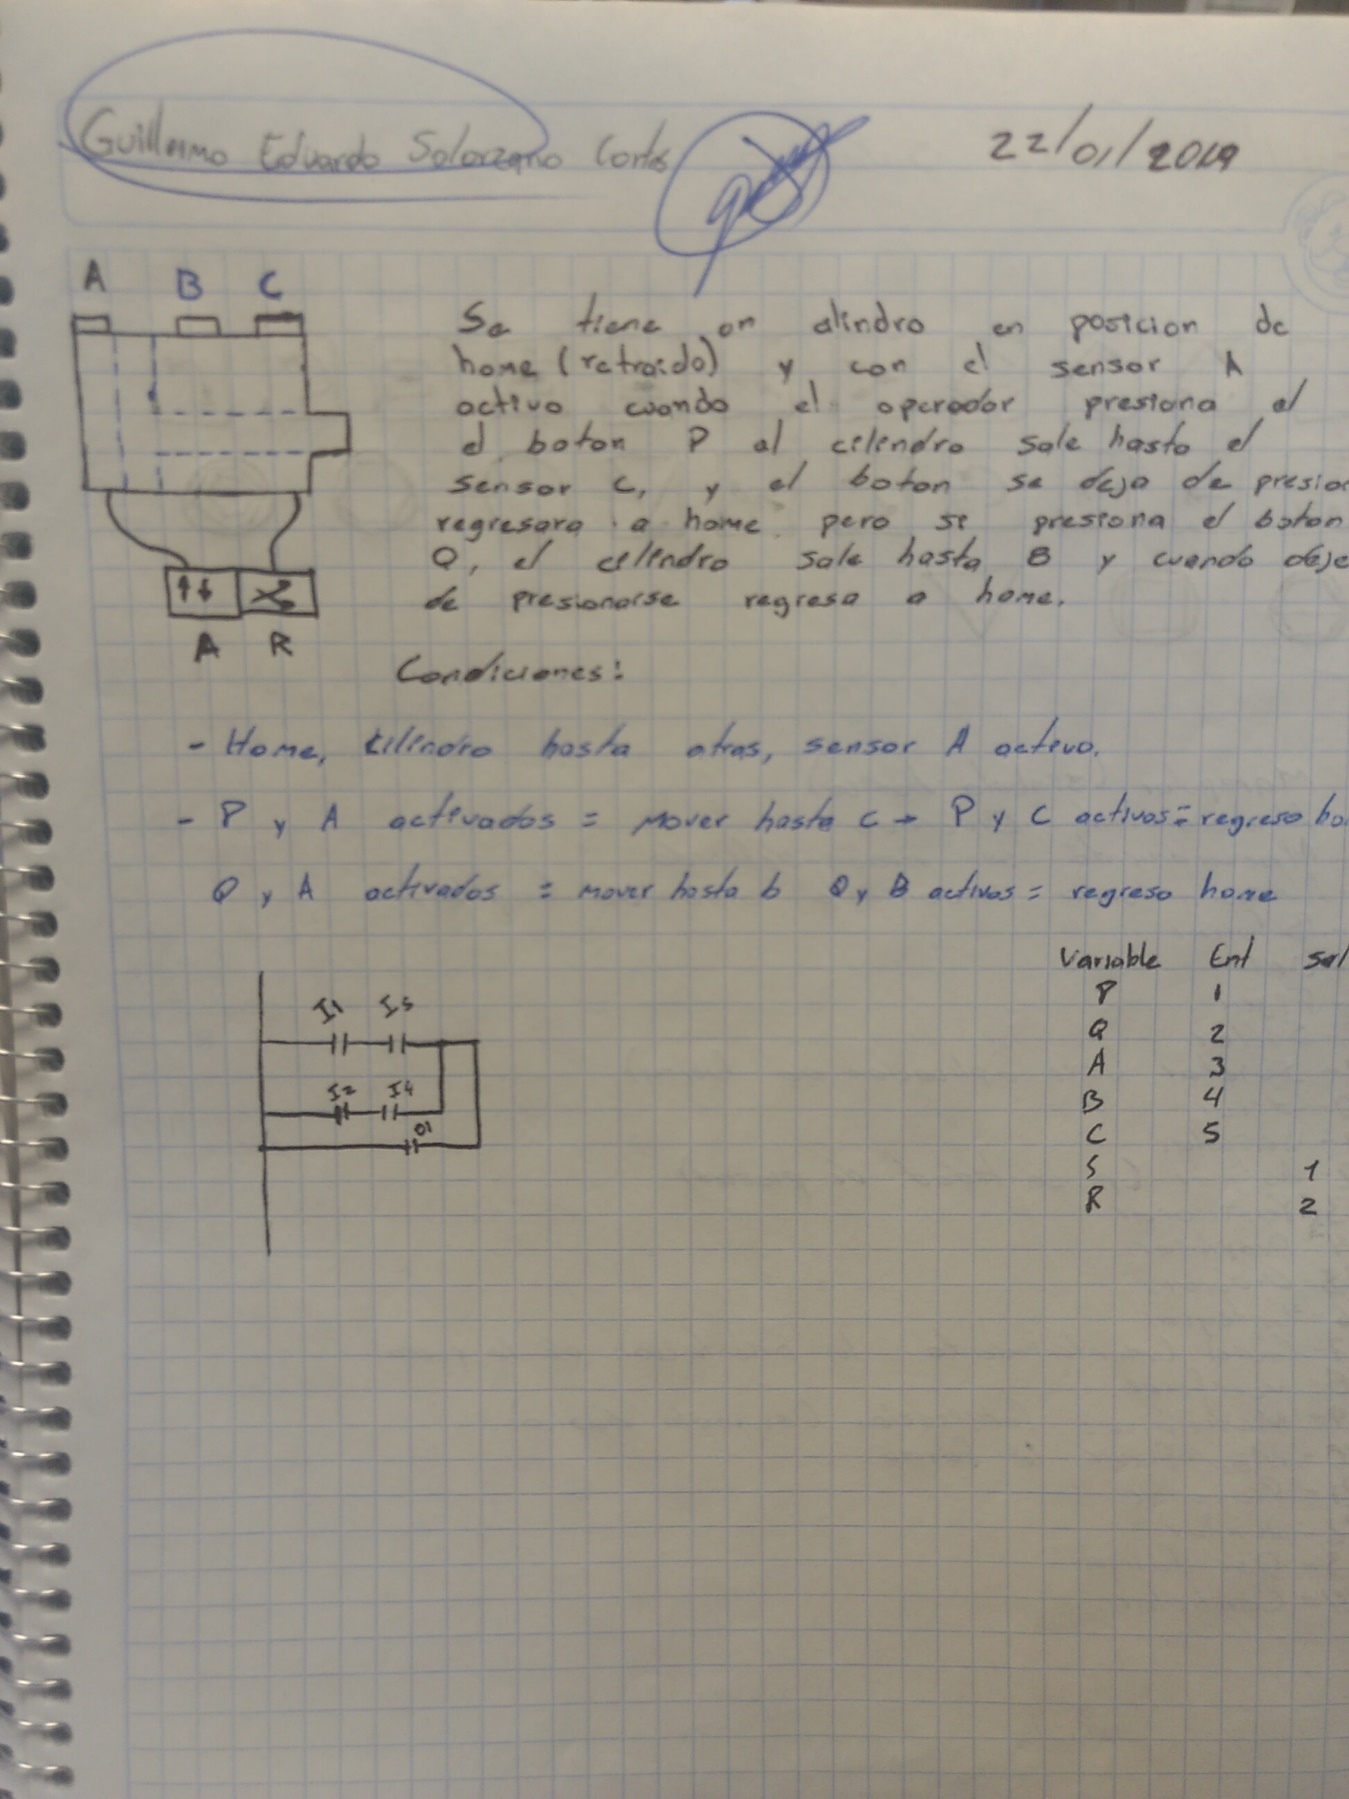 Guillermo Eduardo Solorzano Cortes
22/01/2019
A B C
Se tiene un cilindro en posicion de
home (retraido) y con el sensor A
activo cuando el operador presiona el
el boton P el cilindro sale hasta el
sensor C, y el boton se deja de presio
regresara a home. pero si presiona el boton
Q, el cilindro sale hasta B y cuando deje
de presionarse regresa a home.
A R
Condiciones:
- Home, cilindro hasta atras, sensor A activo.
- P y A activados = mover hasta C → P y C activos = regreso ho
Q y A activados = mover hasta b Q y B activos = regreso home
Variable Ent Sal
P 1
Q 2
A 3
B 4
C 5
S 1
R 2
I1 I5
I2 I4
O1